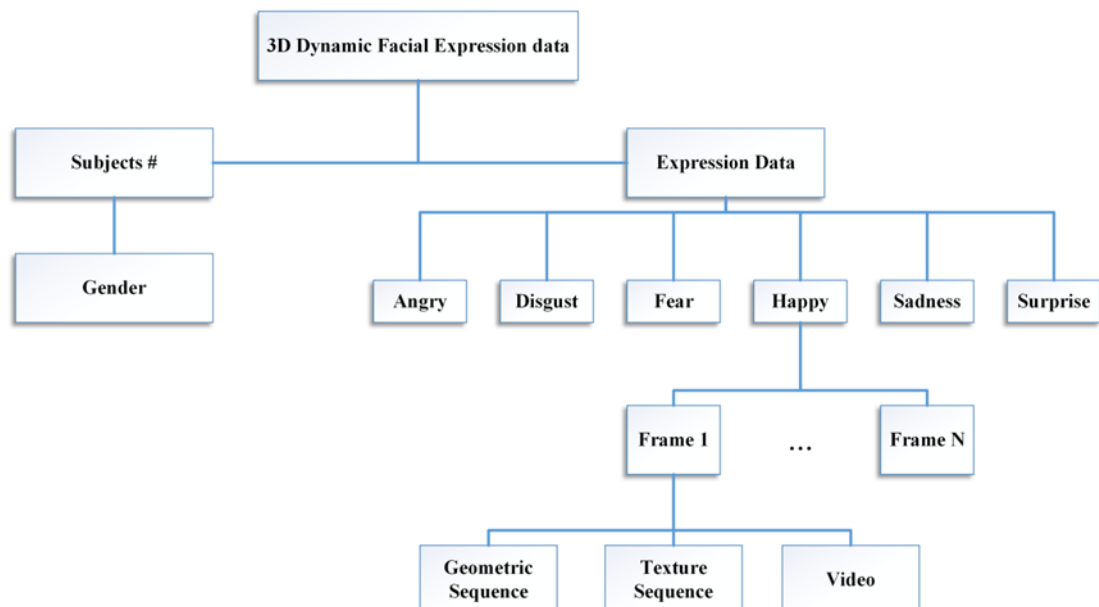 3D Dynamic Facial Expression data
Subjects #
Expression Data
Gender
Angry
Disgust
Fear
Happy
Sadness
Surprise
Frame 1
...
Frame N
Geometric
Sequence
Texture
Sequence
Video